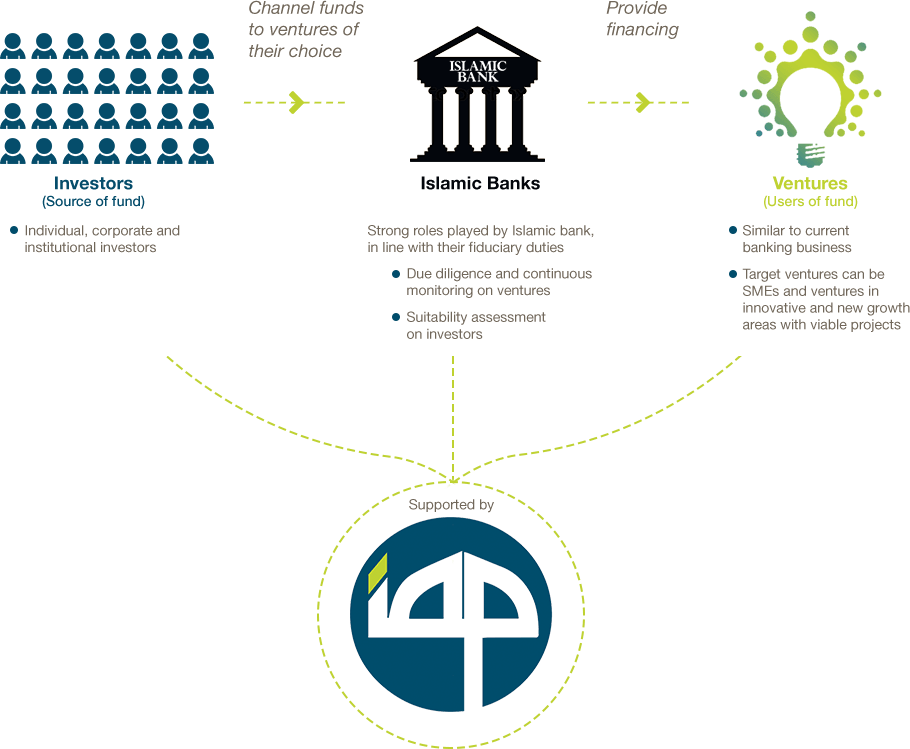 Channel funds
to ventures of
their choice
Provide
financing
ISLAMIC
BANK
Investors
(Source of fund)
Individual, corporate and
institutional investors
Islamic Banks
Strong roles played by Islamic bank,
in line with their fiduciary duties
Due diligence and continuous
monitoring on ventures
Suitability assessment
on investors
Ventures
(Users of fund)
Similar to current
banking business
Target ventures can be
SMEs and ventures in
innovative and new growth
areas with viable projects
Supported by
iap